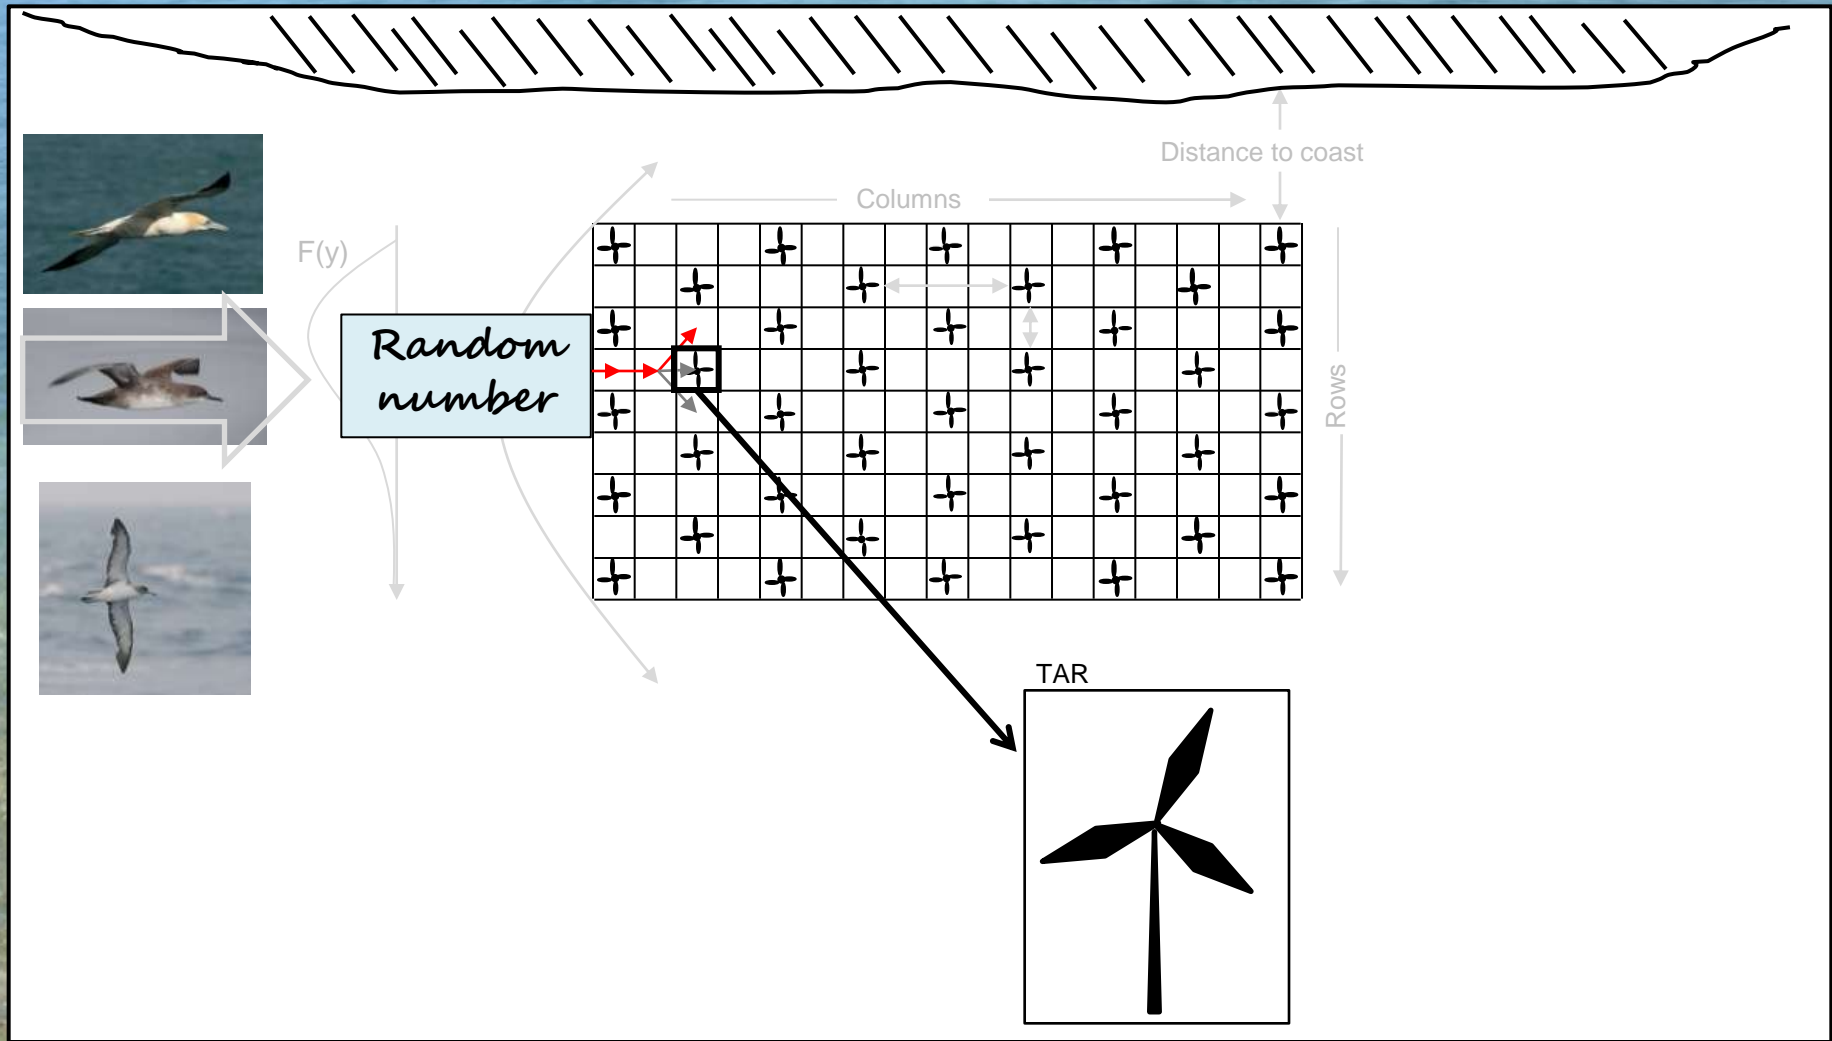 Distance to coast
Columns
F(y)
Random
number
Rows
TAR